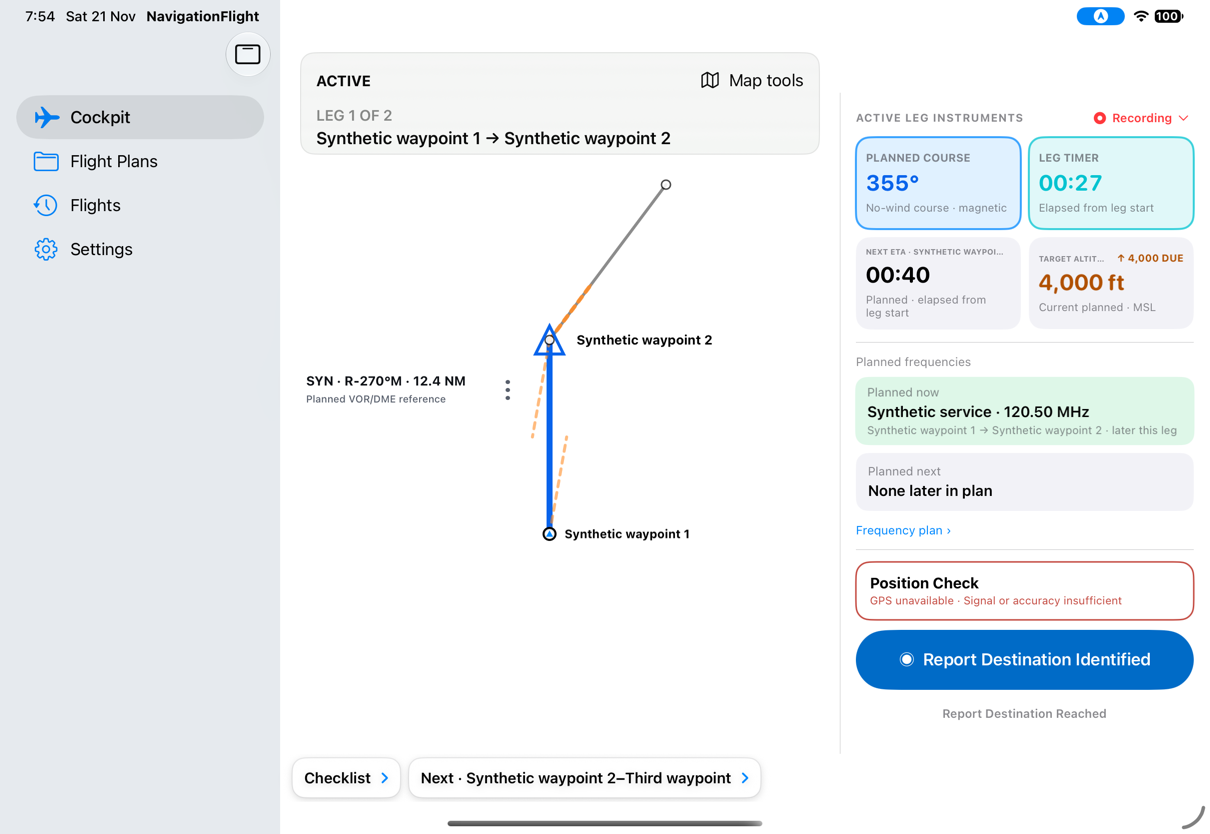 7:54 Sat 21 Nov NavigationFlight
100
Cockpit
Flight Plans
Flights
Settings
ACTIVE
Map tools
LEG 1 OF 2
Synthetic waypoint 1 → Synthetic waypoint 2
Synthetic waypoint 2
SYN · R-270°M · 12.4 NM
Planned VOR/DME reference
Synthetic waypoint 1
Checklist
Next · Synthetic waypoint 2–Third waypoint
ACTIVE LEG INSTRUMENTS
Recording
PLANNED COURSE
355°
No-wind course · magnetic
LEG TIMER
00:27
Elapsed from leg start
NEXT ETA · SYNTHETIC WAYPOI...
00:40
Planned · elapsed from
leg start
TARGET ALTIT... ↑ 4,000 DUE
4,000 ft
Current planned · MSL
Planned frequencies
Planned now
Synthetic service · 120.50 MHz
Synthetic waypoint 1 → Synthetic waypoint 2 · later this leg
Planned next
None later in plan
Frequency plan ›
Position Check
GPS unavailable · Signal or accuracy insufficient
Report Destination Identified
Report Destination Reached